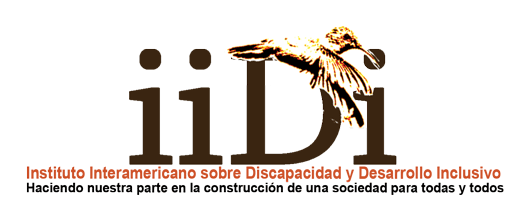 iiDi
Instituto Interamericano sobre Discapacidad y Desarrollo Inclusivo
Haciendo nuestra parte en la construcción de una sociedad para todas y todos